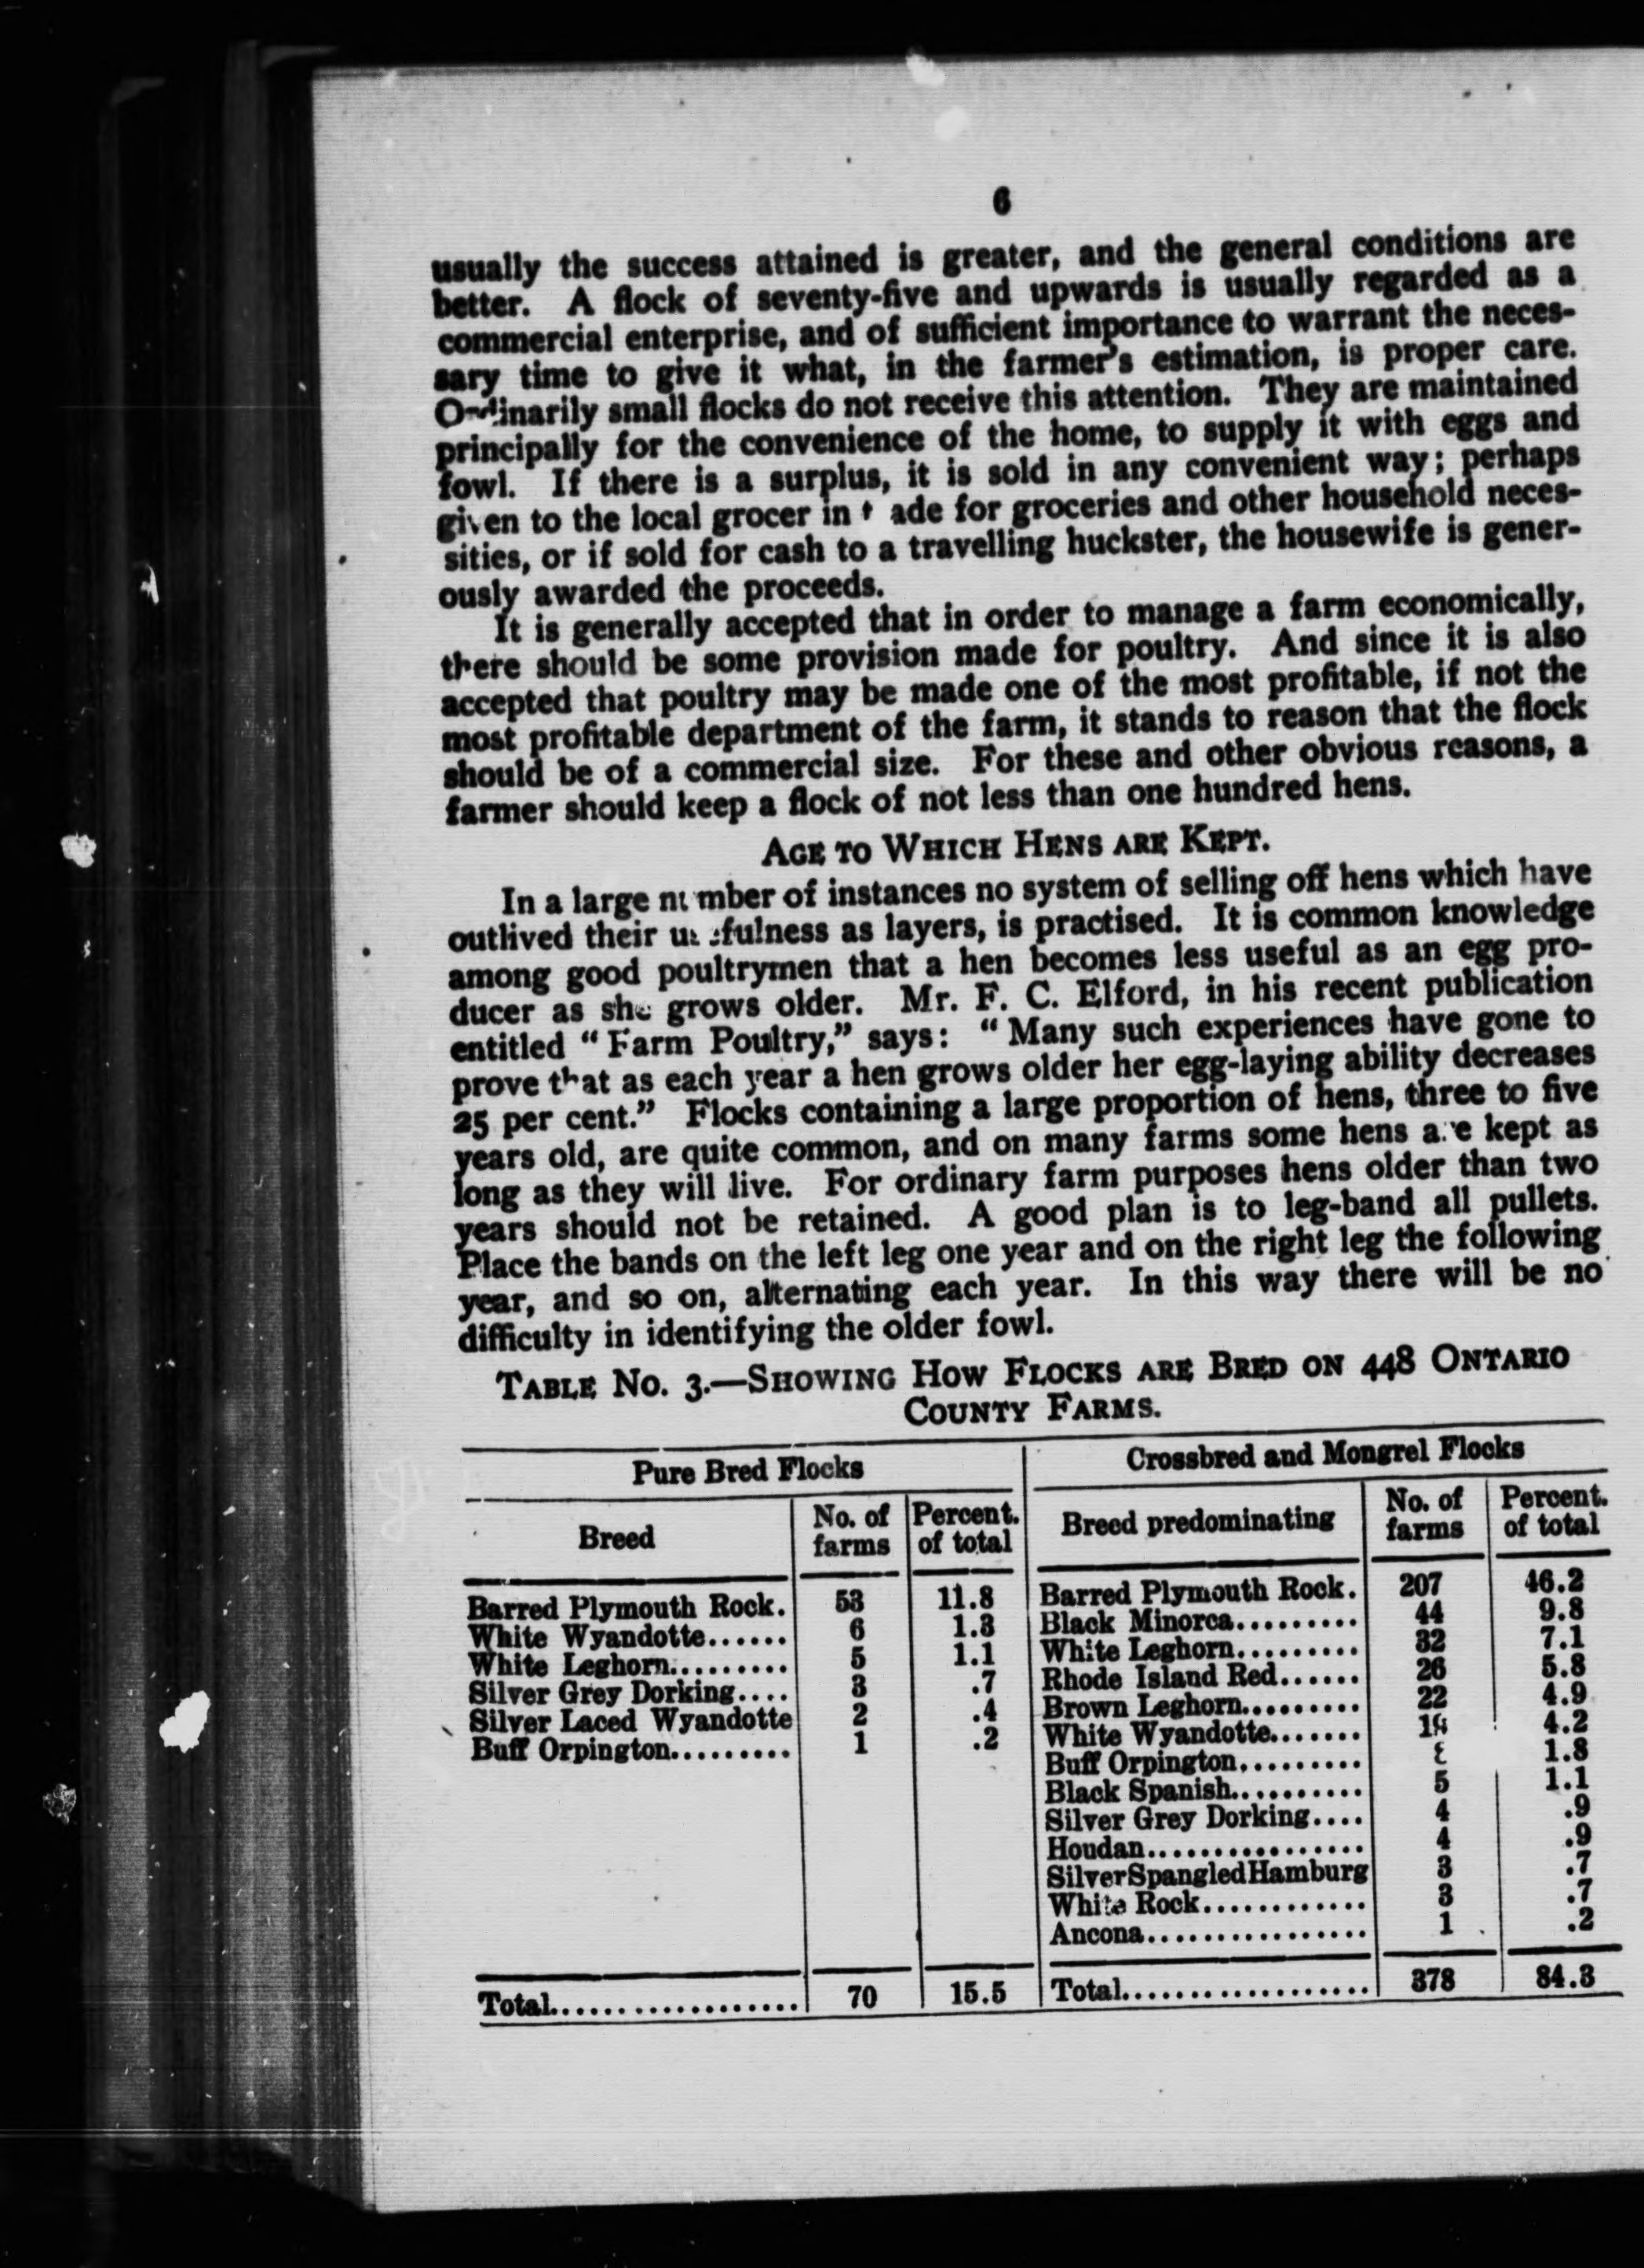 6
usually the success attained is greater, and the general conditions are
better. A flock of seventy-five and upwards is usually regarded as a
commercial enterprise, and of sufficient importance to warrant the neces-
sary time to give it what, in the farmer's estimation, is proper care.
Ordinarily small flocks do not receive this attention. They are maintained
principally for the convenience of the home, to supply it with eggs and
fowl. If there is a surplus, it is sold in any convenient way; perhaps
given to the local grocer in trade for groceries and other household neces-
sities, or if sold for cash to a travelling huckster, the housewife is gener-
ously awarded the proceeds.
It is generally accepted that in order to manage a farm economically,
there should be some provision made for poultry. And since it is also
accepted that poultry may be made one of the most profitable, if not the
most profitable department of the farm, it stands to reason that the flock
should be of a commercial size. For these and other obvious reasons, a
farmer should keep a flock of not less than one hundred hens.
AGE TO WHICH HENS ARE KEPT.
In a large number of instances no system of selling off hens which have
outlived their usefulness as layers, is practised. It is common knowledge
among good poultrymen that a hen becomes less useful as an egg pro-
ducer as she grows older. Mr. F. C. Elford, in his recent publication
entitled "Farm Poultry," says: "Many such experiences have gone to
prove that as each year a hen grows older her egg-laying ability decreases
25 per cent." Flocks containing a large proportion of hens, three to five
years old, are quite common, and on many farms some hens are kept as
long as they will live. For ordinary farm purposes hens older than two
years should not be retained. A good plan is to leg-band all pullets.
Place the bands on the left leg one year and on the right leg the following
year, and so on, alternating each year. In this way there will be no
difficulty in identifying the older fowl.
TABLE NO. 3.—SHOWING HOW FLOCKS ARE BRED ON 448 ONTARIO
COUNTY FARMS.
Pure Bred Flocks Crossbred and Mongrel Flocks
Breed No. of farms Percent. of total Breed predominating No. of farms Percent. of total
Barred Plymouth Rock. 53 11.8 Barred Plymouth Rock. 207 46.2
White Wyandotte...... 6 1.3 Black Minorca......... 44 9.8
White Leghorn......... 5 1.1 White Leghorn......... 32 7.1
Silver Grey Dorking.... 3 .7 Rhode Island Red...... 26 5.8
Silver Laced Wyandotte 2 .4 Brown Leghorn......... 22 4.9
Buff Orpington......... 1 .2 White Wyandotte....... 4.2
Buff Orpington......... 1.8
Black Spanish.......... 5 1.1
Silver Grey Dorking.... 4 .9
Houdan................ 4 .9
Silver Spangled Hamburg 3 .7
White Rock............ 3 .7
Ancona................ 1 .2
Total.................. 70 15.5 Total.................. 378 84.3